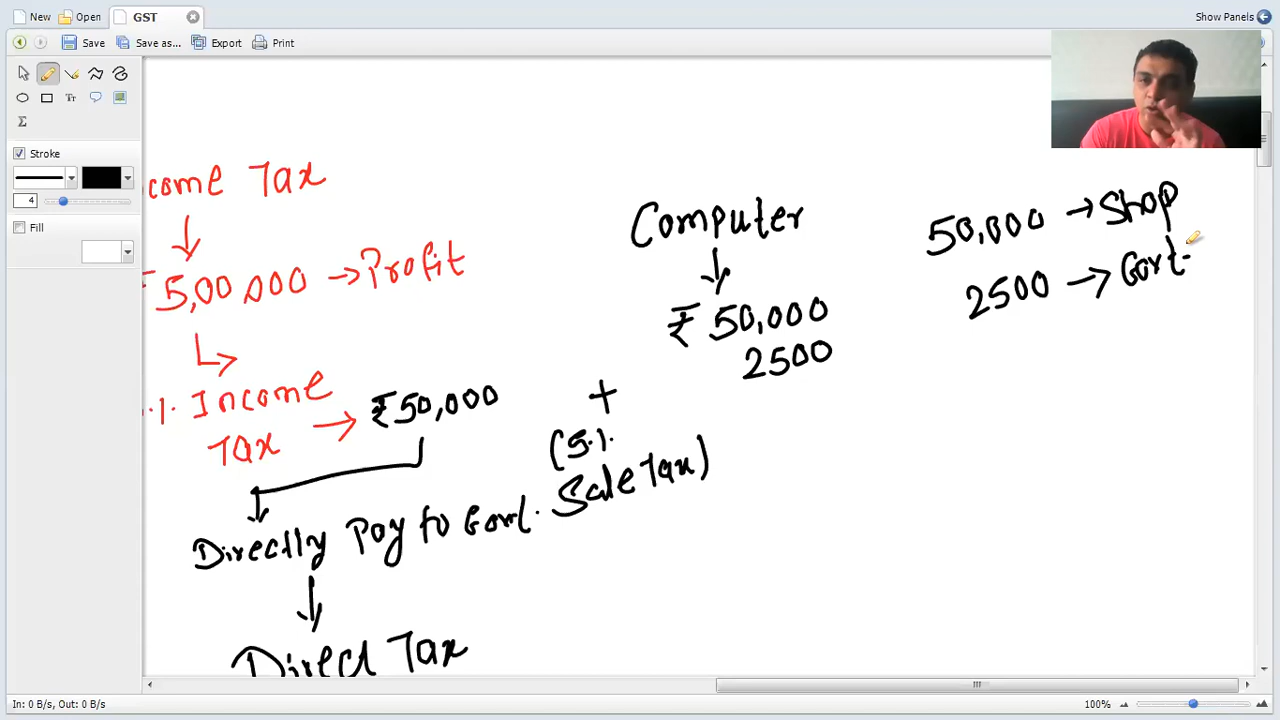 New Open GST Show Panels
Save Save as... Export Print
Stroke
4
Fill
come Tax
₹5,00,000 → Profit
.1. Income
Tax → ₹50,000
Directly Pay to Govt.
Direct Tax
Computer
₹ 50,000
2500
+
(5.1.
Sale Tax)
50,000 → Shop
2500 → Govt.
In: 0 B/s, Out: 0 B/s 100%